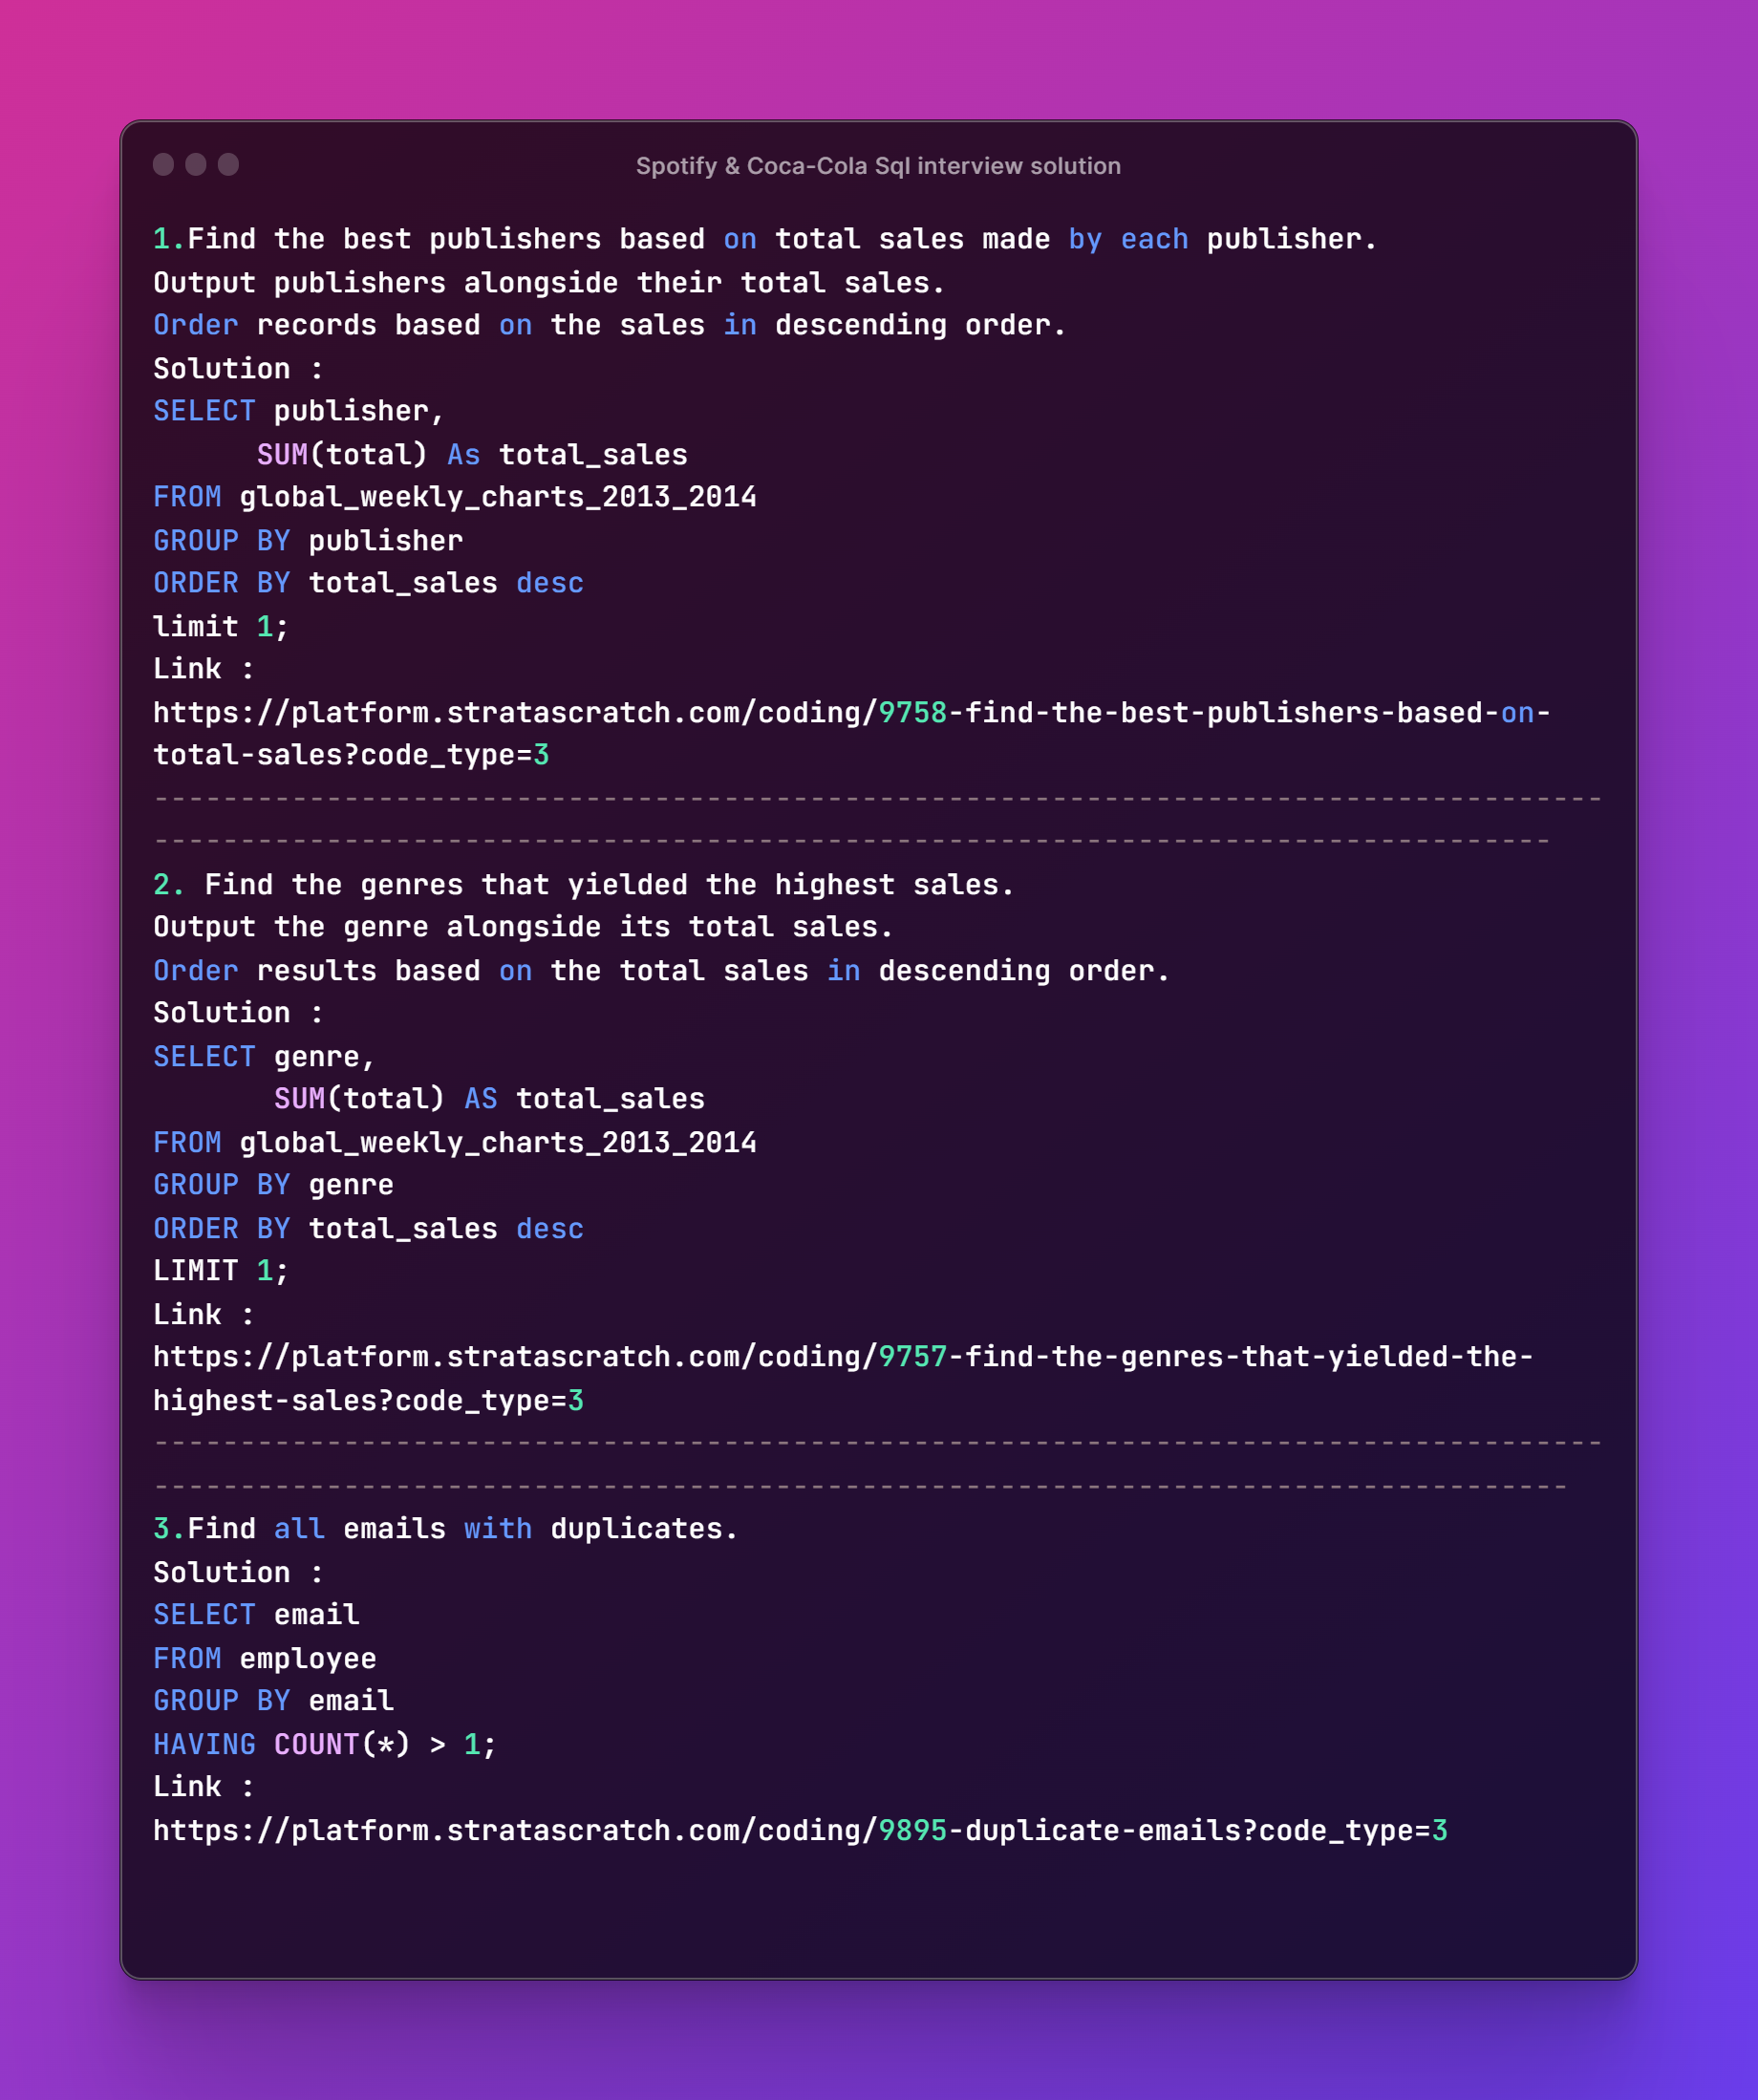 Spotify & Coca-Cola Sql interview solution
1.Find the best publishers based on total sales made by each publisher.
Output publishers alongside their total sales.
Order records based on the sales in descending order.
Solution :
SELECT publisher,
      SUM(total) As total_sales
FROM global_weekly_charts_2013_2014
GROUP BY publisher
ORDER BY total_sales desc
limit 1;
Link :
https://platform.stratascratch.com/coding/9758-find-the-best-publishers-based-on-
total-sales?code_type=3
------------------------------------------------------------------------------------
---------------------------------------------------------------------------------
2. Find the genres that yielded the highest sales.
Output the genre alongside its total sales.
Order results based on the total sales in descending order.
Solution :
SELECT genre,
       SUM(total) AS total_sales
FROM global_weekly_charts_2013_2014
GROUP BY genre
ORDER BY total_sales desc
LIMIT 1;
Link :
https://platform.stratascratch.com/coding/9757-find-the-genres-that-yielded-the-
highest-sales?code_type=3
------------------------------------------------------------------------------------
----------------------------------------------------------------------------------
3.Find all emails with duplicates.
Solution :
SELECT email
FROM employee
GROUP BY email
HAVING COUNT(*) > 1;
Link :
https://platform.stratascratch.com/coding/9895-duplicate-emails?code_type=3